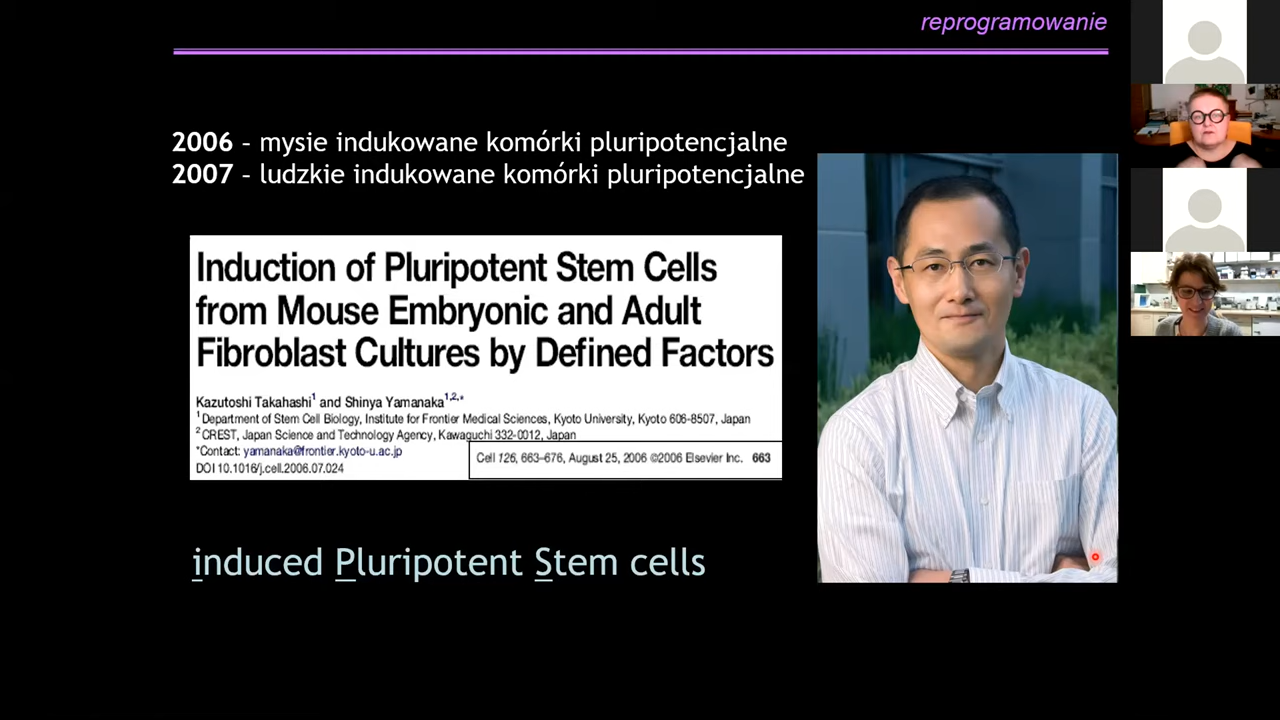 reprogramowanie
2006 – mysie indukowane komórki pluripotencjalne
2007 – ludzkie indukowane komórki pluripotencjalne
Induction of Pluripotent Stem Cells
from Mouse Embryonic and Adult
Fibroblast Cultures by Defined Factors
Kazutoshi Takahashi1 and Shinya Yamanaka1,2,*
1 Department of Stem Cell Biology, Institute for Frontier Medical Sciences, Kyoto University, Kyoto 606-8507, Japan
2 CREST, Japan Science and Technology Agency, Kawaguchi 332-0012, Japan
*Contact: yamanaka@frontier.kyoto-u.ac.jp
DOI 10.1016/j.cell.2006.07.024
Cell 126, 663–676, August 25, 2006 ©2006 Elsevier Inc. 663
induced Pluripotent Stem cells